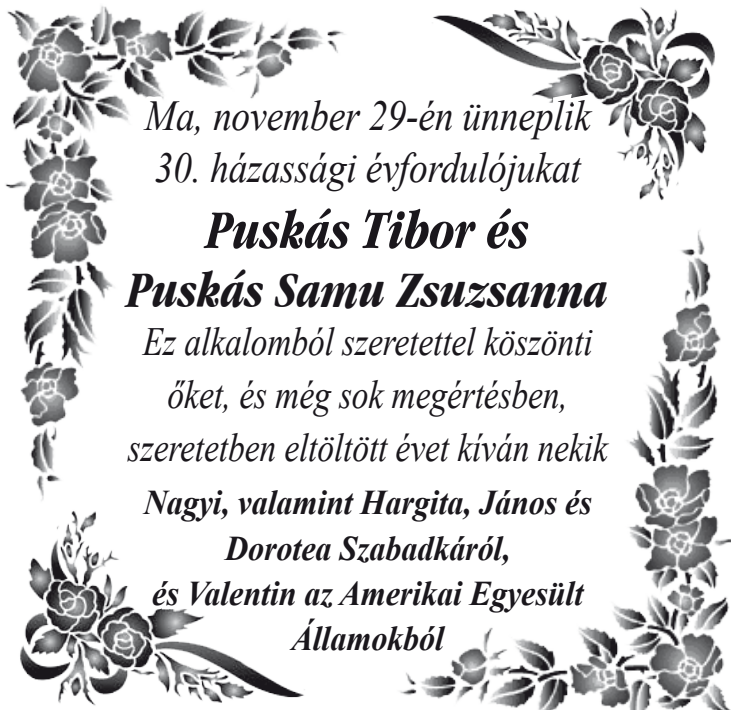 Ma, november 29-én ünneplik
30. házassági évfordulójukat
Puskás Tibor és
Puskás Samu Zsuzsanna
Ez alkalomból szeretettel köszönti
őket, és még sok megértésben,
szeretetben eltöltött évet kíván nekik
Nagyi, valamint Hargita, János és
Dorotea Szabadkáról,
és Valentin az Amerikai Egyesült
Államokból